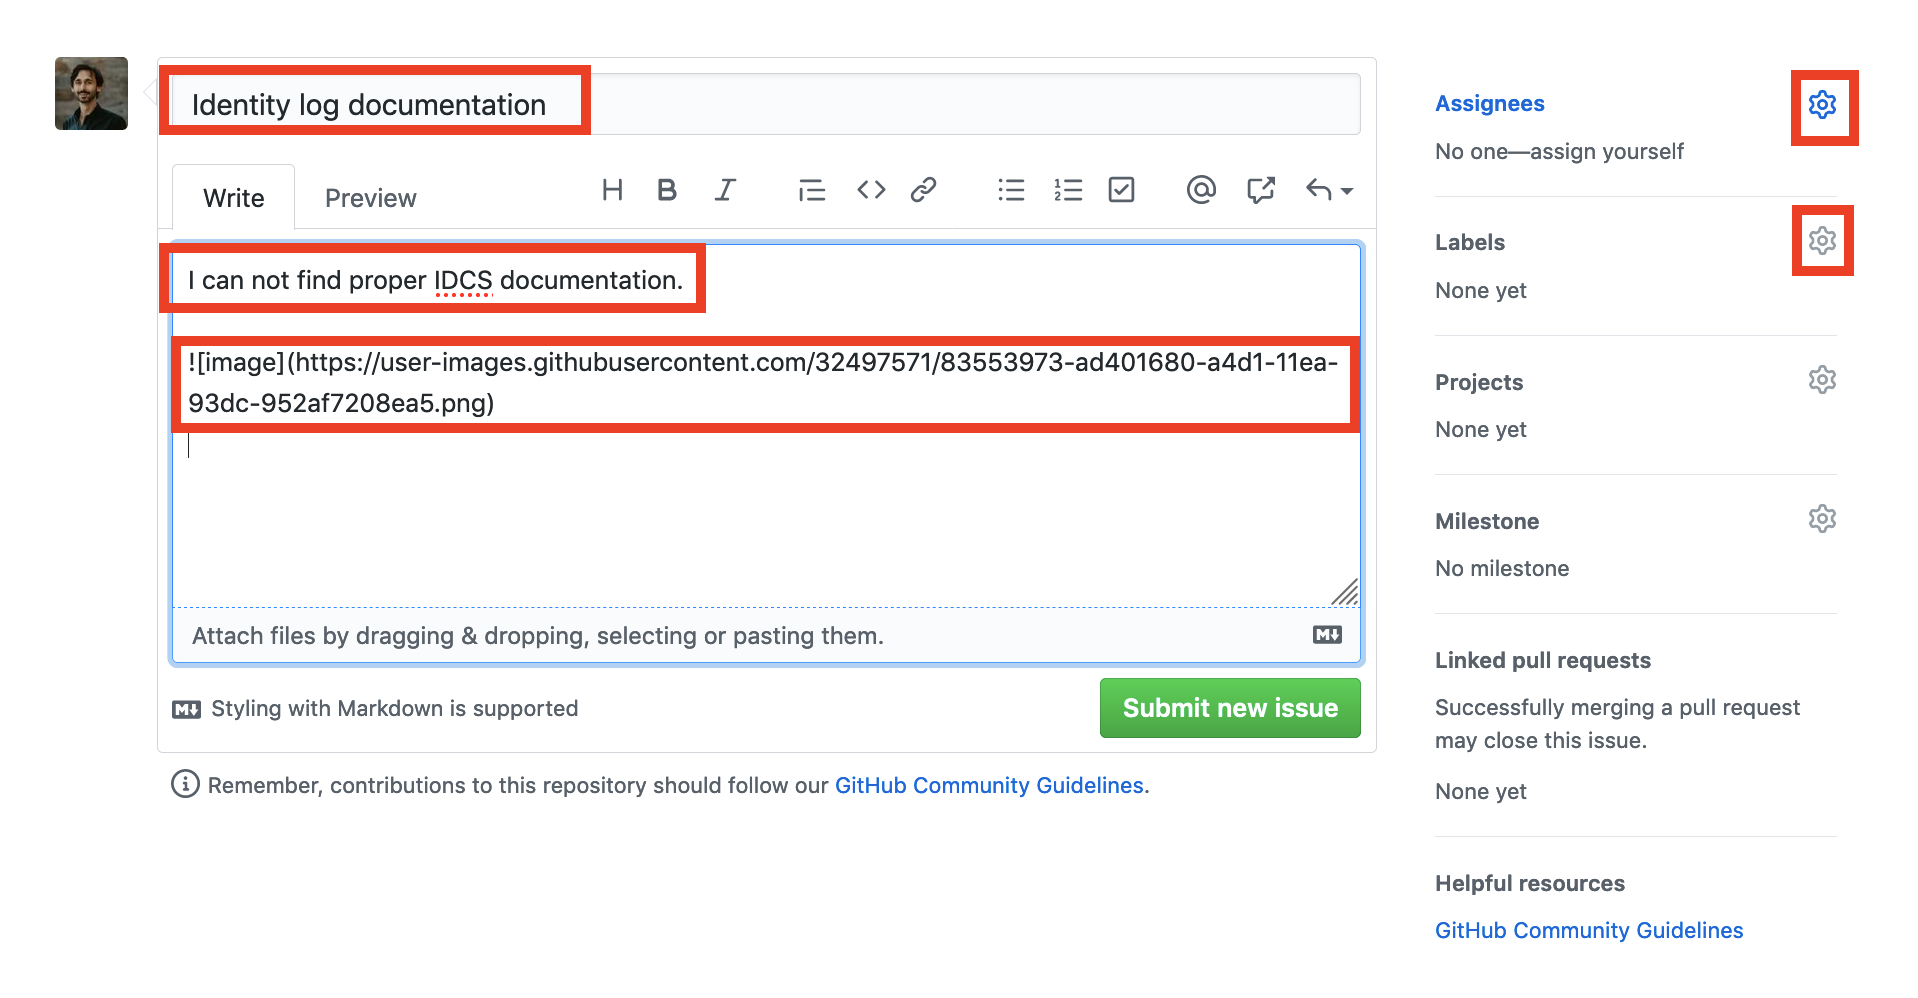 Identity log documentation
Write
Preview
I can not find proper IDCS documentation.
![image](https://user-images.githubusercontent.com/32497571/83553973-ad401680-a4d1-11ea-
93dc-952af7208ea5.png)
Attach files by dragging & dropping, selecting or pasting them.
Styling with Markdown is supported
Submit new issue
Remember, contributions to this repository should follow our GitHub Community Guidelines.
Assignees
No one—assign yourself
Labels
None yet
Projects
None yet
Milestone
No milestone
Linked pull requests
Successfully merging a pull request
may close this issue.
None yet
Helpful resources
GitHub Community Guidelines